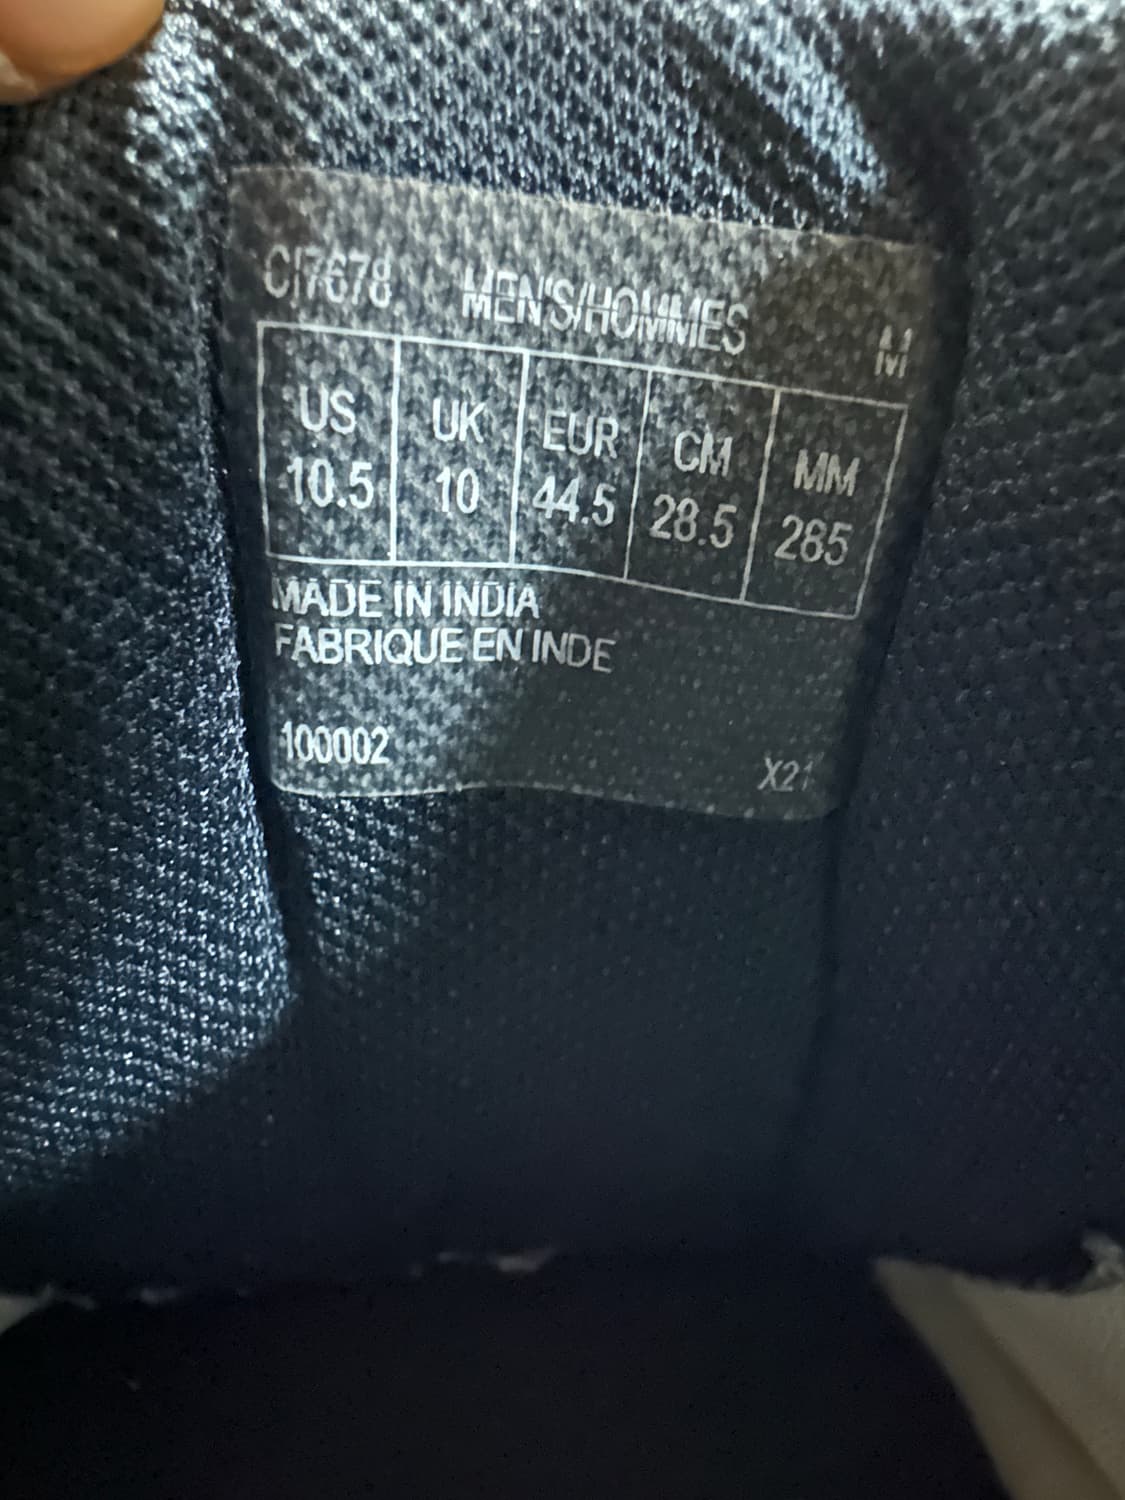 CI7678 MEN'S/HOMMES M
US UK EUR CM MM
10.5 10 44.5 28.5 285
MADE IN INDIA
FABRIQUE EN INDE
100002 X21